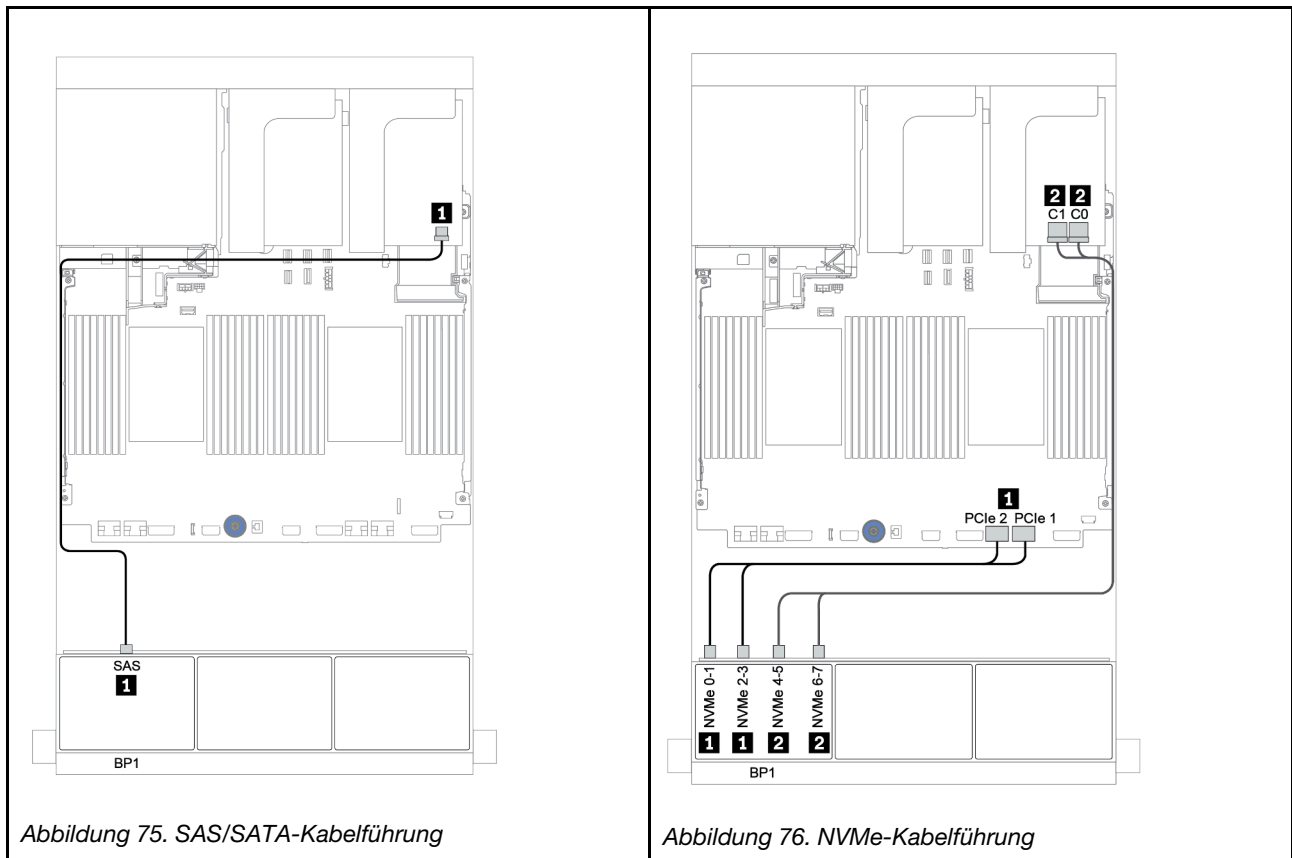 1
SAS
1
BP1
Abbildung 75. SAS/SATA-Kabelführung
2 2
C1 C0
1
PCIe 2 PCIe 1
NVMe 0-1
NVMe 2-3
NVMe 4-5
NVMe 6-7
1 1 2 2
BP1
Abbildung 76. NVMe-Kabelführung